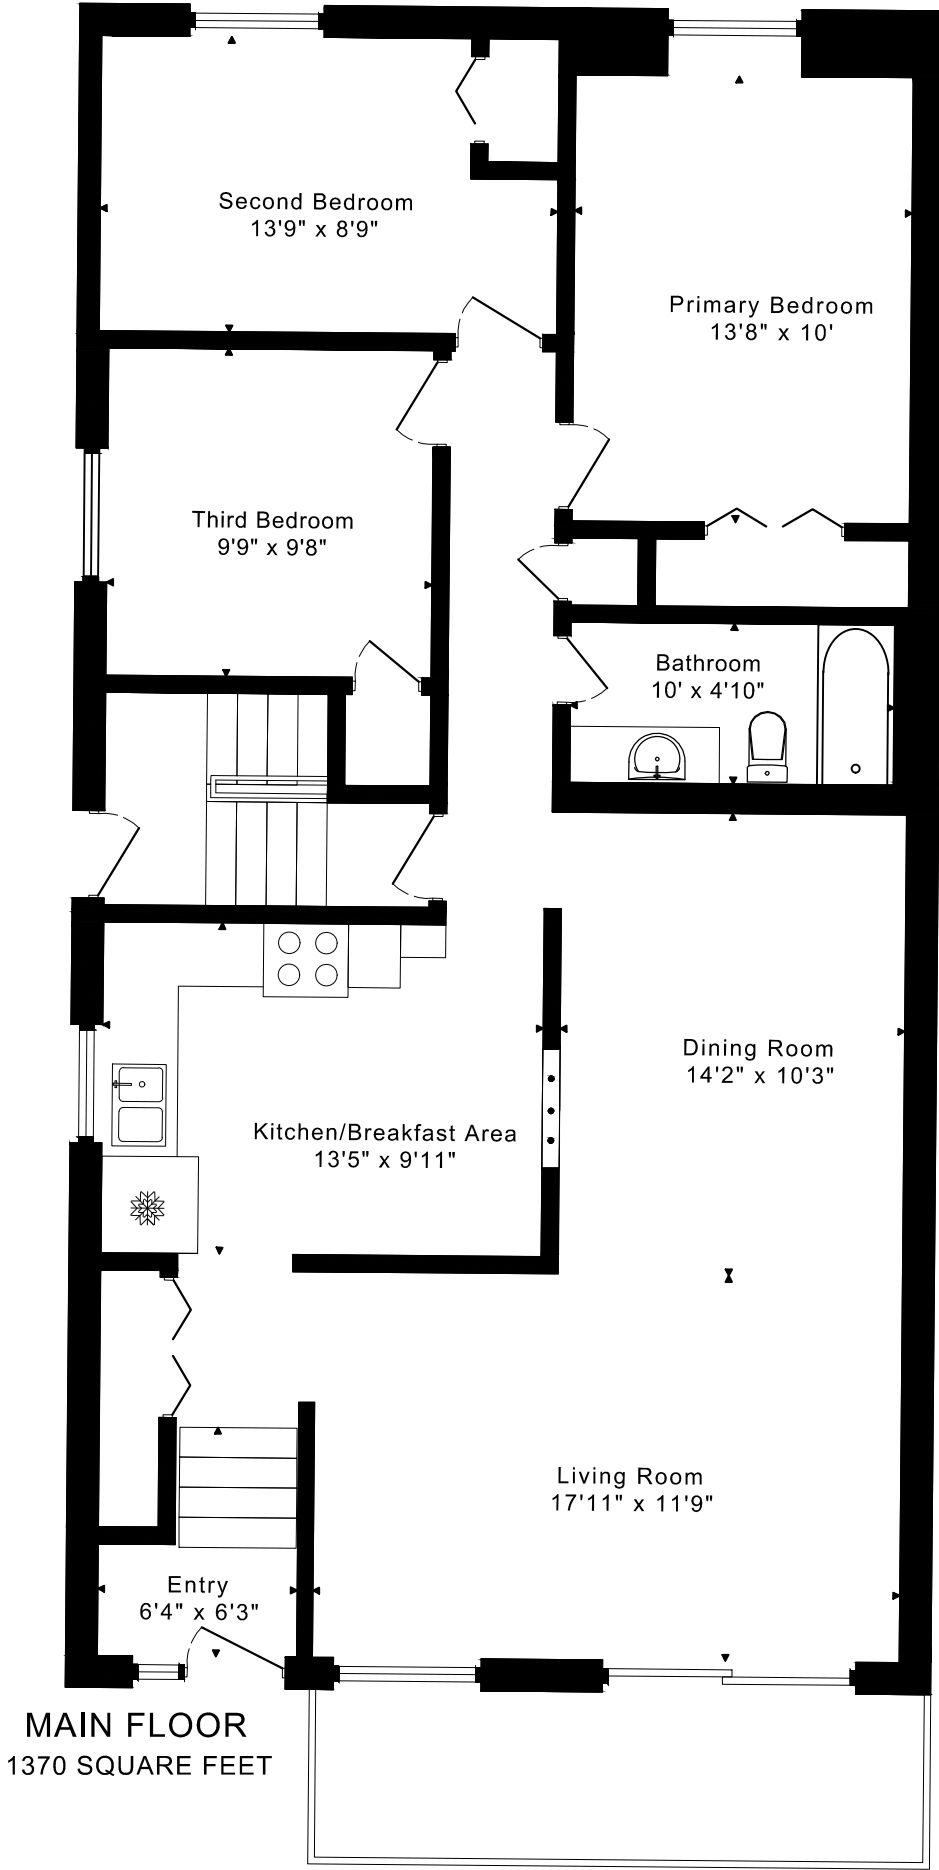 Second Bedroom
13'9" x 8'9"
Primary Bedroom
13'8" x 10'
Third Bedroom
9'9" x 9'8"
Bathroom
10' x 4'10"
Dining Room
14'2" x 10'3"
Kitchen/Breakfast Area
13'5" x 9'11"
Living Room
17'11" x 11'9"
Entry
6'4" x 6'3"
MAIN FLOOR
1370 SQUARE FEET